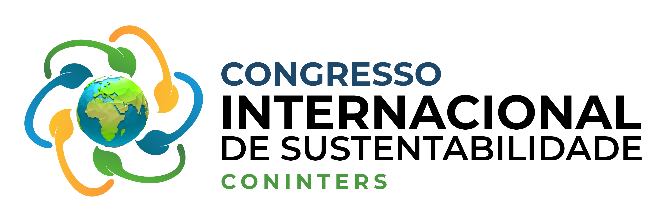 CONGRESSO
INTERNACIONAL
DE SUSTENTABILIDADE
CONINTERS